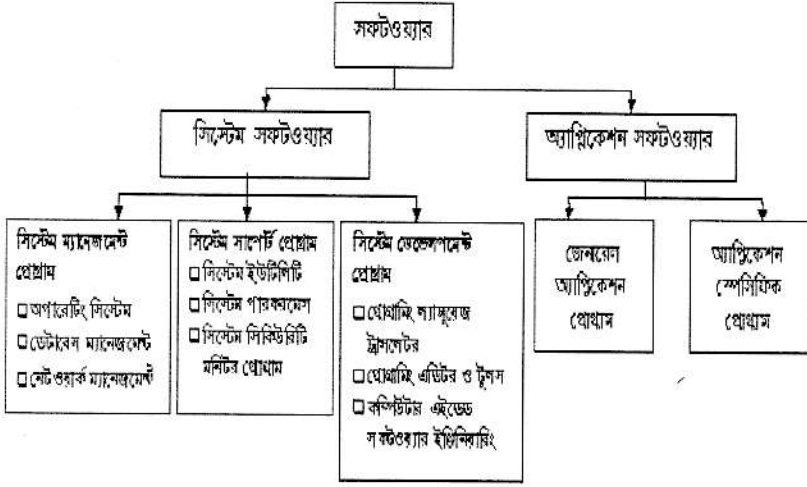 সফটওয়্যার
সিস্টেম সফটওয়্যার
অ্যাপ্লিকেশন সফটওয়্যার
সিস্টেম ম্যানেজমেন্ট
প্রোগ্রাম
□ অপারেটিং সিস্টেম
□ ডেটাবেস ম্যানেজমেন্ট
□ নেটওয়ার্ক ম্যানেজমেন্ট
সিস্টেম সাপোর্ট প্রোগ্রাম
□ সিস্টেম ইউটিলিটি
□ সিস্টেম পারফরমেন্স
□ সিস্টেম সিকিউরিটি
মনিটর প্রোগ্রাম
সিস্টেম ডেভেলপমেন্ট
প্রোগ্রাম
□ প্রোগ্রামিং ল্যাঙ্গুয়েজ
ট্রান্সলেটর
□ প্রোগ্রামিং এডিটর ও টুলস
□ কম্পিউটার এইডেড
সফটওয়্যার ইঞ্জিনিয়ারিং
জেনারেল
অ্যাপ্লিকেশন
প্রোগ্রাম
অ্যাপ্লিকেশন
স্পেসিফিক
প্রোগ্রাম